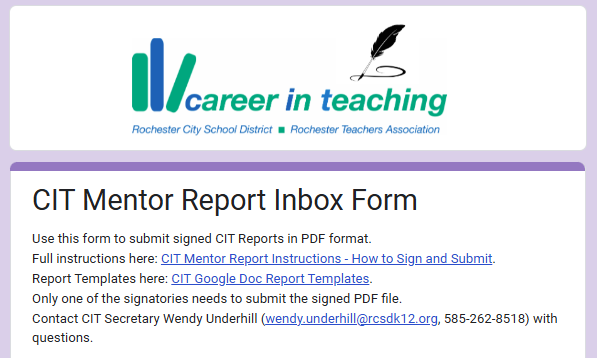 career in teaching
Rochester City School District ■ Rochester Teachers Association
CIT Mentor Report Inbox Form
Use this form to submit signed CIT Reports in PDF format.
Full instructions here: CIT Mentor Report Instructions - How to Sign and Submit.
Report Templates here: CIT Google Doc Report Templates.
Only one of the signatories needs to submit the signed PDF file.
Contact CIT Secretary Wendy Underhill (wendy.underhill@rcsdk12.org, 585-262-8518) with
questions.